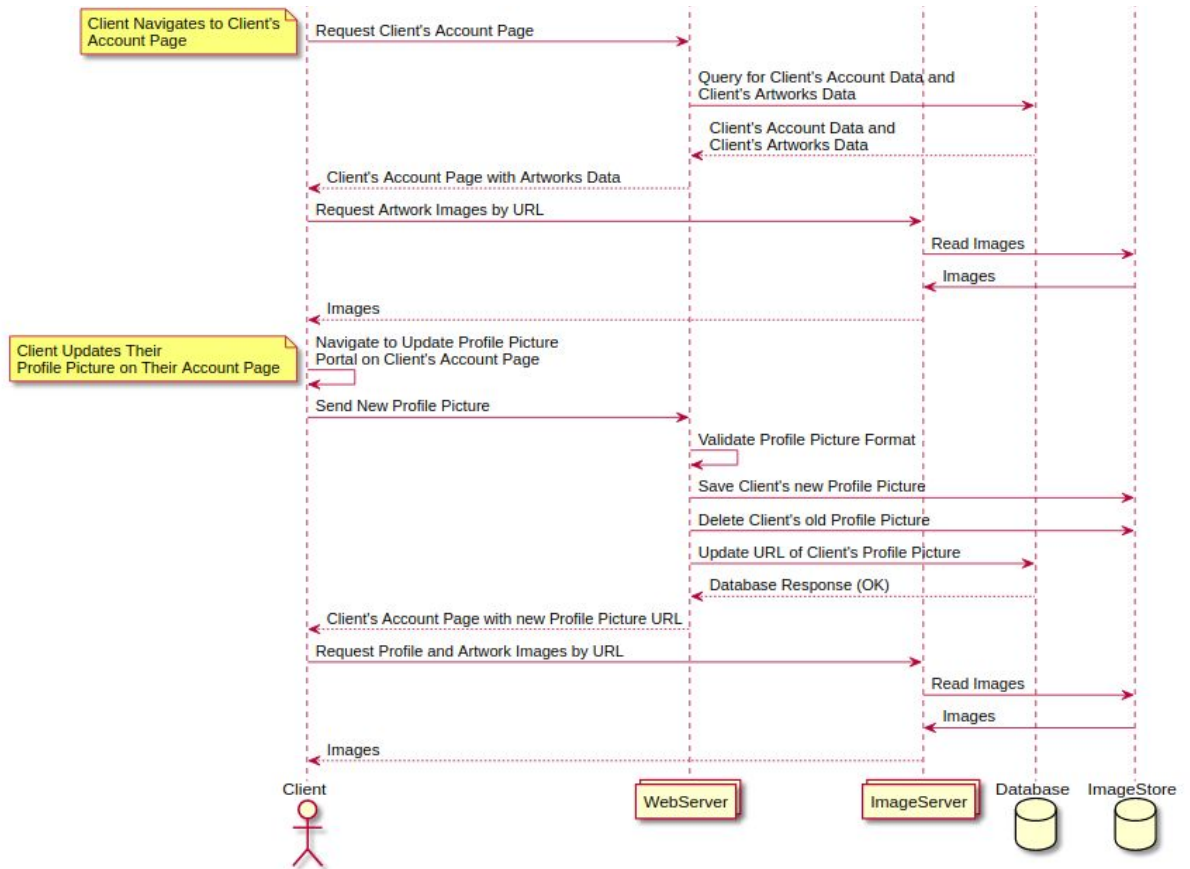 Client Navigates to Client's
Account Page
Request Client's Account Page
Query for Client's Account Data and
Client's Artworks Data
Client's Account Data and
Client's Artworks Data
Client's Account Page with Artworks Data
Request Artwork Images by URL
Read Images
Images
Images
Client Updates Their
Profile Picture on Their Account Page
Navigate to Update Profile Picture
Portal on Client's Account Page
Send New Profile Picture
Validate Profile Picture Format
Save Client's new Profile Picture
Delete Client's old Profile Picture
Update URL of Client's Profile Picture
Database Response (OK)
Client's Account Page with new Profile Picture URL
Request Profile and Artwork Images by URL
Read Images
Images
Images
Client
WebServer
ImageServer
Database
ImageStore